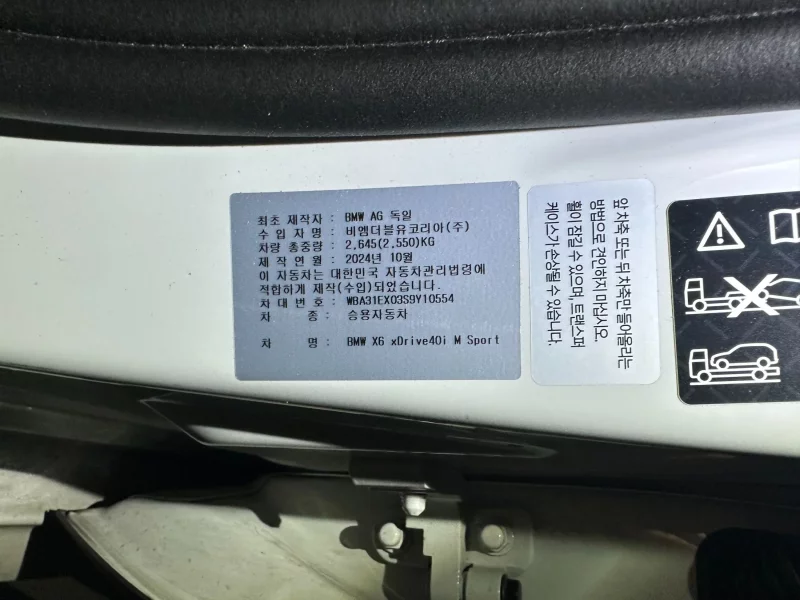 최초 제작자 : BMW AG 독일
수 입 자 명 : 비엠더블유코리아(주)
차량 총중량 : 2,645(2,550)KG
제 작 연 월 : 2024년 10월
이 자동차는 대한민국 자동차관리법령에
적합하게 제작(수입)되었습니다.
차 대 번 호 : WBA31EX03S9Y10554
차 종 : 승용자동차
차 명 : BMW X6 xDrive40i M Sport
앞 차축 또는 뒤 차축만 들어올리는
방법으로 견인하지 마십시오.
휠이 잠길 수 있으며, 트랜스퍼
케이스가 손상될 수 있습니다.